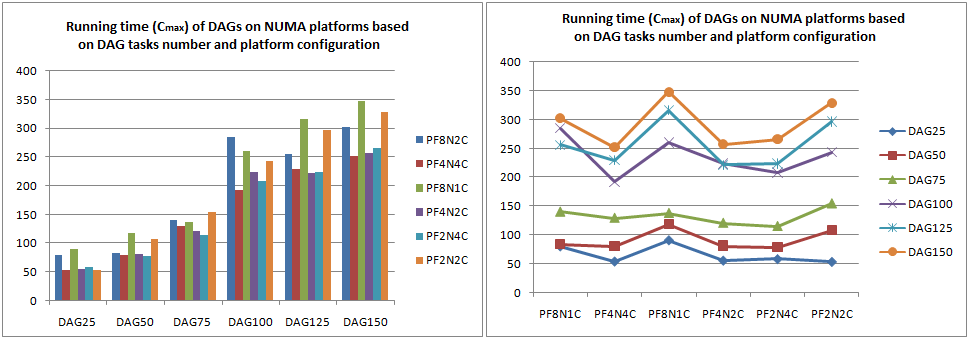 Running time (Cmax) of DAGs on NUMA platforms based
on DAG tasks number and platform configuration
400
350
300
250
200
150
100
50
0
DAG25 DAG50 DAG75 DAG100 DAG125 DAG150
PF8N2C
PF4N4C
PF8N1C
PF4N2C
PF2N4C
PF2N2C
Running time (Cmax) of DAGs on NUMA platforms based
on DAG tasks number and platform configuration
400
350
300
250
200
150
100
50
0
PF8N1C PF4N4C PF8N1C PF4N2C PF2N4C PF2N2C
DAG25
DAG50
DAG75
DAG100
DAG125
DAG150